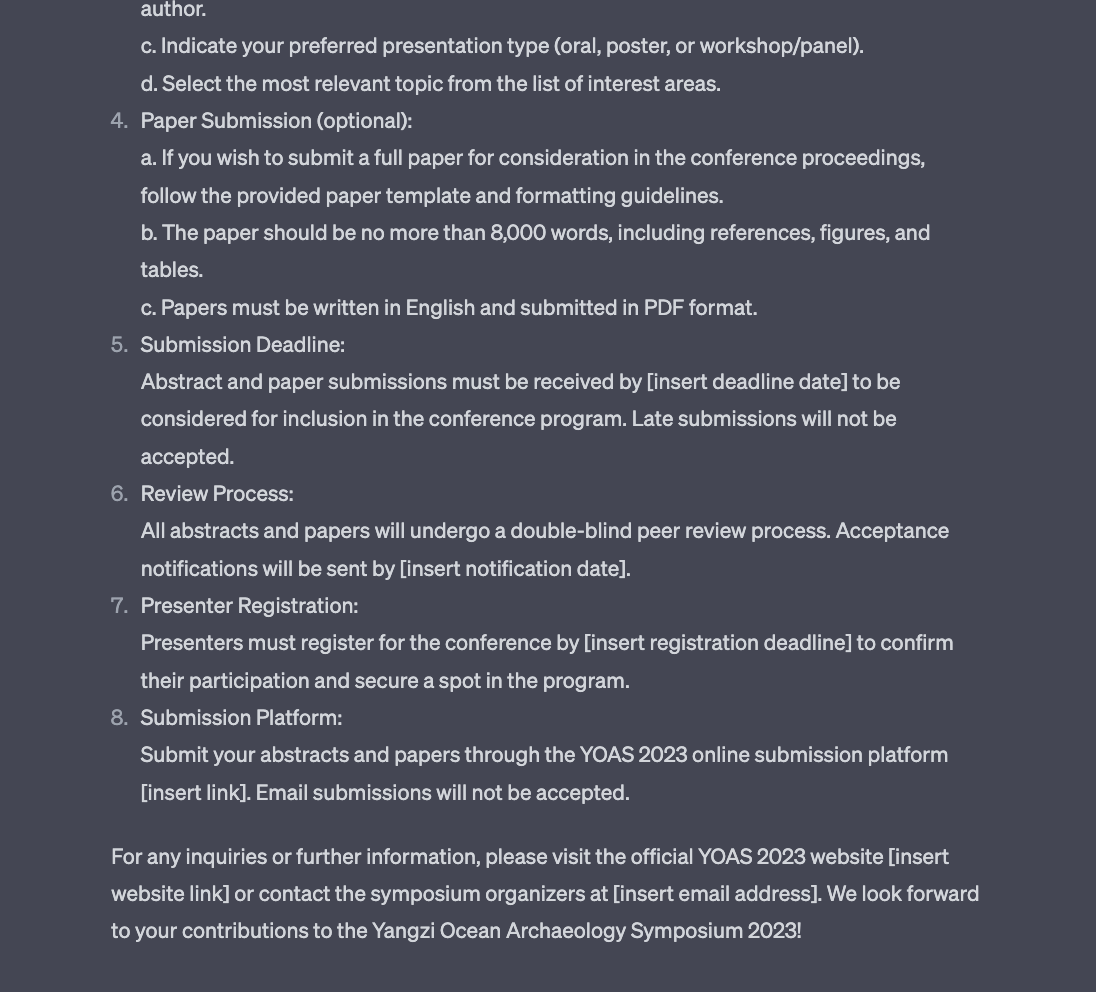 author.
c. Indicate your preferred presentation type (oral, poster, or workshop/panel).
d. Select the most relevant topic from the list of interest areas.
4. Paper Submission (optional):
a. If you wish to submit a full paper for consideration in the conference proceedings,
follow the provided paper template and formatting guidelines.
b. The paper should be no more than 8,000 words, including references, figures, and
tables.
c. Papers must be written in English and submitted in PDF format.
5. Submission Deadline:
Abstract and paper submissions must be received by [insert deadline date] to be
considered for inclusion in the conference program. Late submissions will not be
accepted.
6. Review Process:
All abstracts and papers will undergo a double-blind peer review process. Acceptance
notifications will be sent by [insert notification date].
7. Presenter Registration:
Presenters must register for the conference by [insert registration deadline] to confirm
their participation and secure a spot in the program.
8. Submission Platform:
Submit your abstracts and papers through the YOAS 2023 online submission platform
[insert link]. Email submissions will not be accepted.
For any inquiries or further information, please visit the official YOAS 2023 website [insert
website link] or contact the symposium organizers at [insert email address]. We look forward
to your contributions to the Yangzi Ocean Archaeology Symposium 2023!